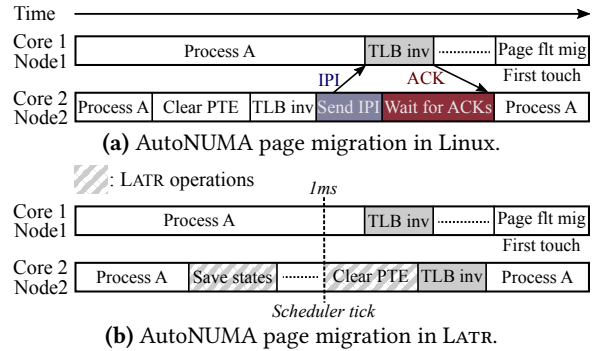 Time
Core 1 Node1 Process A TLB inv Page flt mig
IPI ACK First touch
Core 2 Node2 Process A Clear PTE TLB inv Send IPI Wait for ACKs Process A
(a) AutoNUMA page migration in Linux.
: LATR operations 1ms
Core 1 Node1 Process A TLB inv Page flt mig
First touch
Core 2 Node2 Process A Save states Clear PTE TLB inv Process A
Scheduler tick
(b) AutoNUMA page migration in LATR.